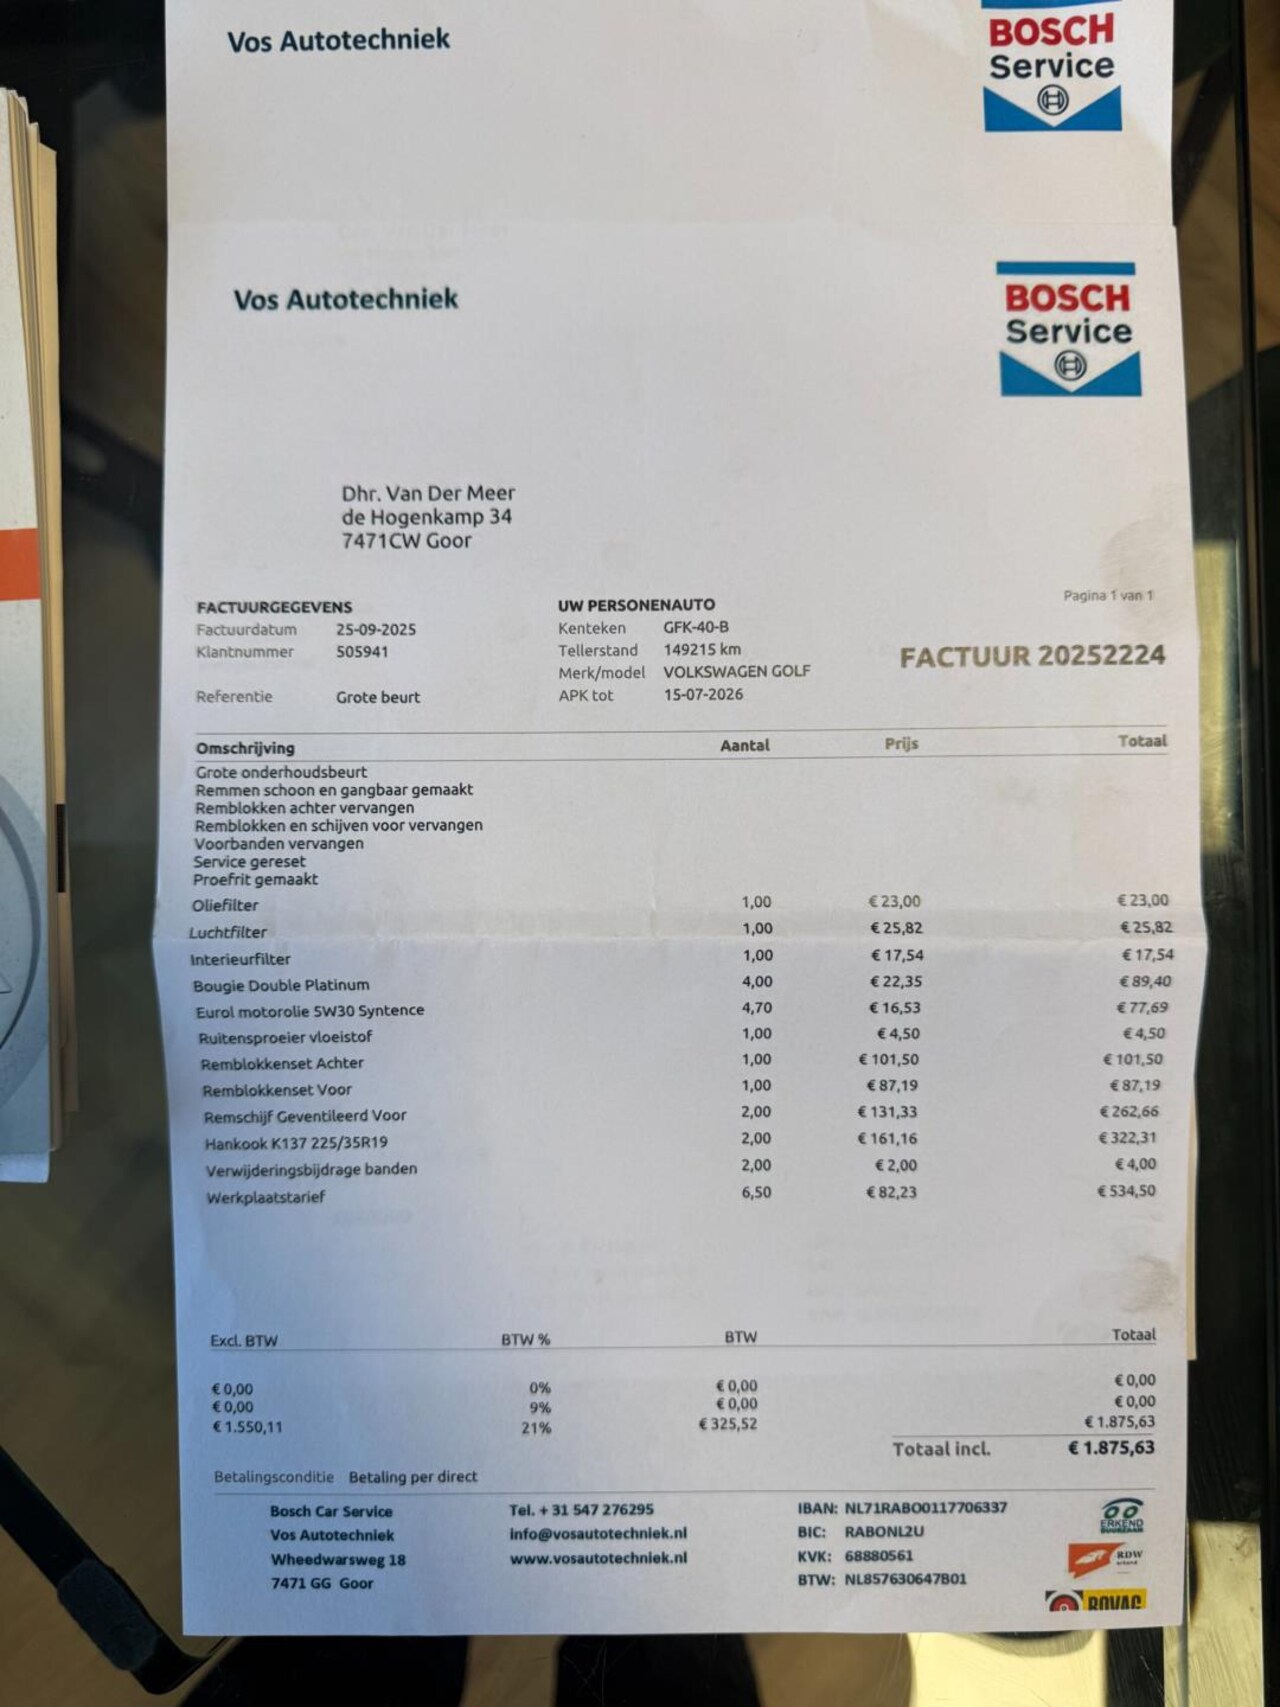 Vos Autotechniek
BOSCH
Service
Vos Autotechniek
BOSCH
Service
Dhr. Van Der Meer
de Hogenkamp 34
7471CW Goor
Pagina 1 van 1
FACTUURGEGEVENS
Factuurdatum 25-09-2025
Klantnummer 505941
Referentie Grote beurt
UW PERSONENAUTO
Kenteken GFK-40-B
Tellerstand 149215 km
Merk/model VOLKSWAGEN GOLF
APK tot 15-07-2026
FACTUUR 20252224
Omschrijving Aantal Prijs Totaal
Grote onderhoudsbeurt
Remmen schoon en gangbaar gemaakt
Remblokken achter vervangen
Remblokken en schijven voor vervangen
Voorbanden vervangen
Service gereset
Proefrit gemaakt
Oliefilter 1,00 € 23,00 € 23,00
Luchtfilter 1,00 € 25,82 € 25,82
Interieurfilter 1,00 € 17,54 € 17,54
Bougie Double Platinum 4,00 € 22,35 € 89,40
Eurol motorolie 5W30 Syntence 4,70 € 16,53 € 77,69
Ruitensproeier vloeistof 1,00 € 4,50 € 4,50
Remblokkenset Achter 1,00 € 101,50 € 101,50
Remblokkenset Voor 1,00 € 87,19 € 87,19
Remschijf Geventileerd Voor 2,00 € 131,33 € 262,66
Hankook K137 225/35R19 2,00 € 161,16 € 322,31
Verwijderingsbijdrage banden 2,00 € 2,00 € 4,00
Werkplaatstarief 6,50 € 82,23 € 534,50
Excl. BTW BTW % BTW Totaal
€ 0,00 0% € 0,00 € 0,00
€ 0,00 9% € 0,00 € 0,00
€ 1.550,11 21% € 325,52 € 1.875,63
Totaal incl. € 1.875,63
Betalingsconditie Betaling per direct
Bosch Car Service
Vos Autotechniek
Wheedwarsweg 18
7471 GG Goor
Tel. + 31 547 276295
info@vosautotechniek.nl
www.vosautotechniek.nl
IBAN: NL71RABO0117706337
BIC: RABONL2U
KVK: 68880561
BTW: NL857630647B01
ERKEND
DUURZAAM
RDW
erkend
BOVAG